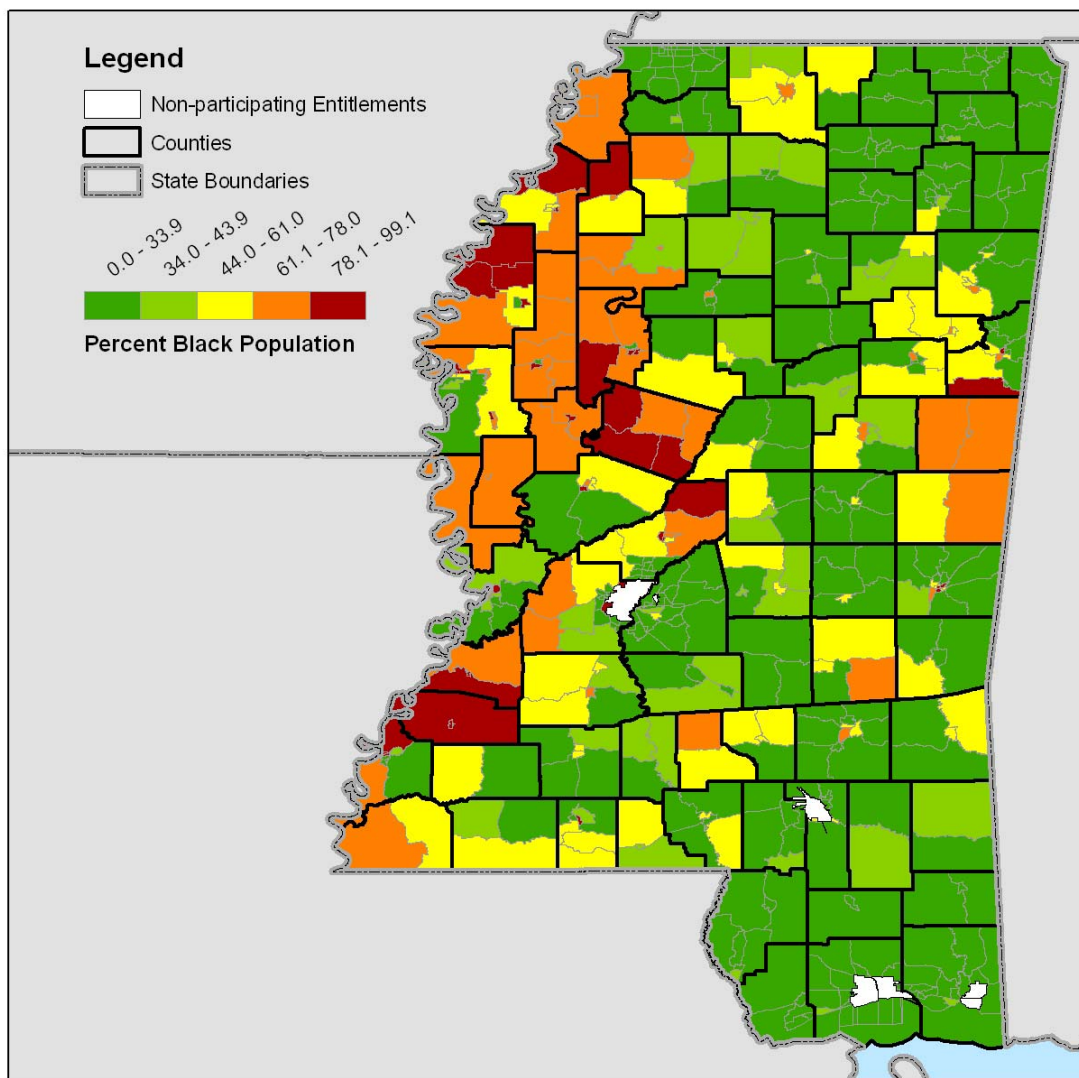 Legend
Non-participating Entitlements
Counties
State Boundaries
0.0 - 33.9
34.0 - 43.9
44.0 - 61.0
61.1 - 78.0
78.1 - 99.1
Percent Black Population